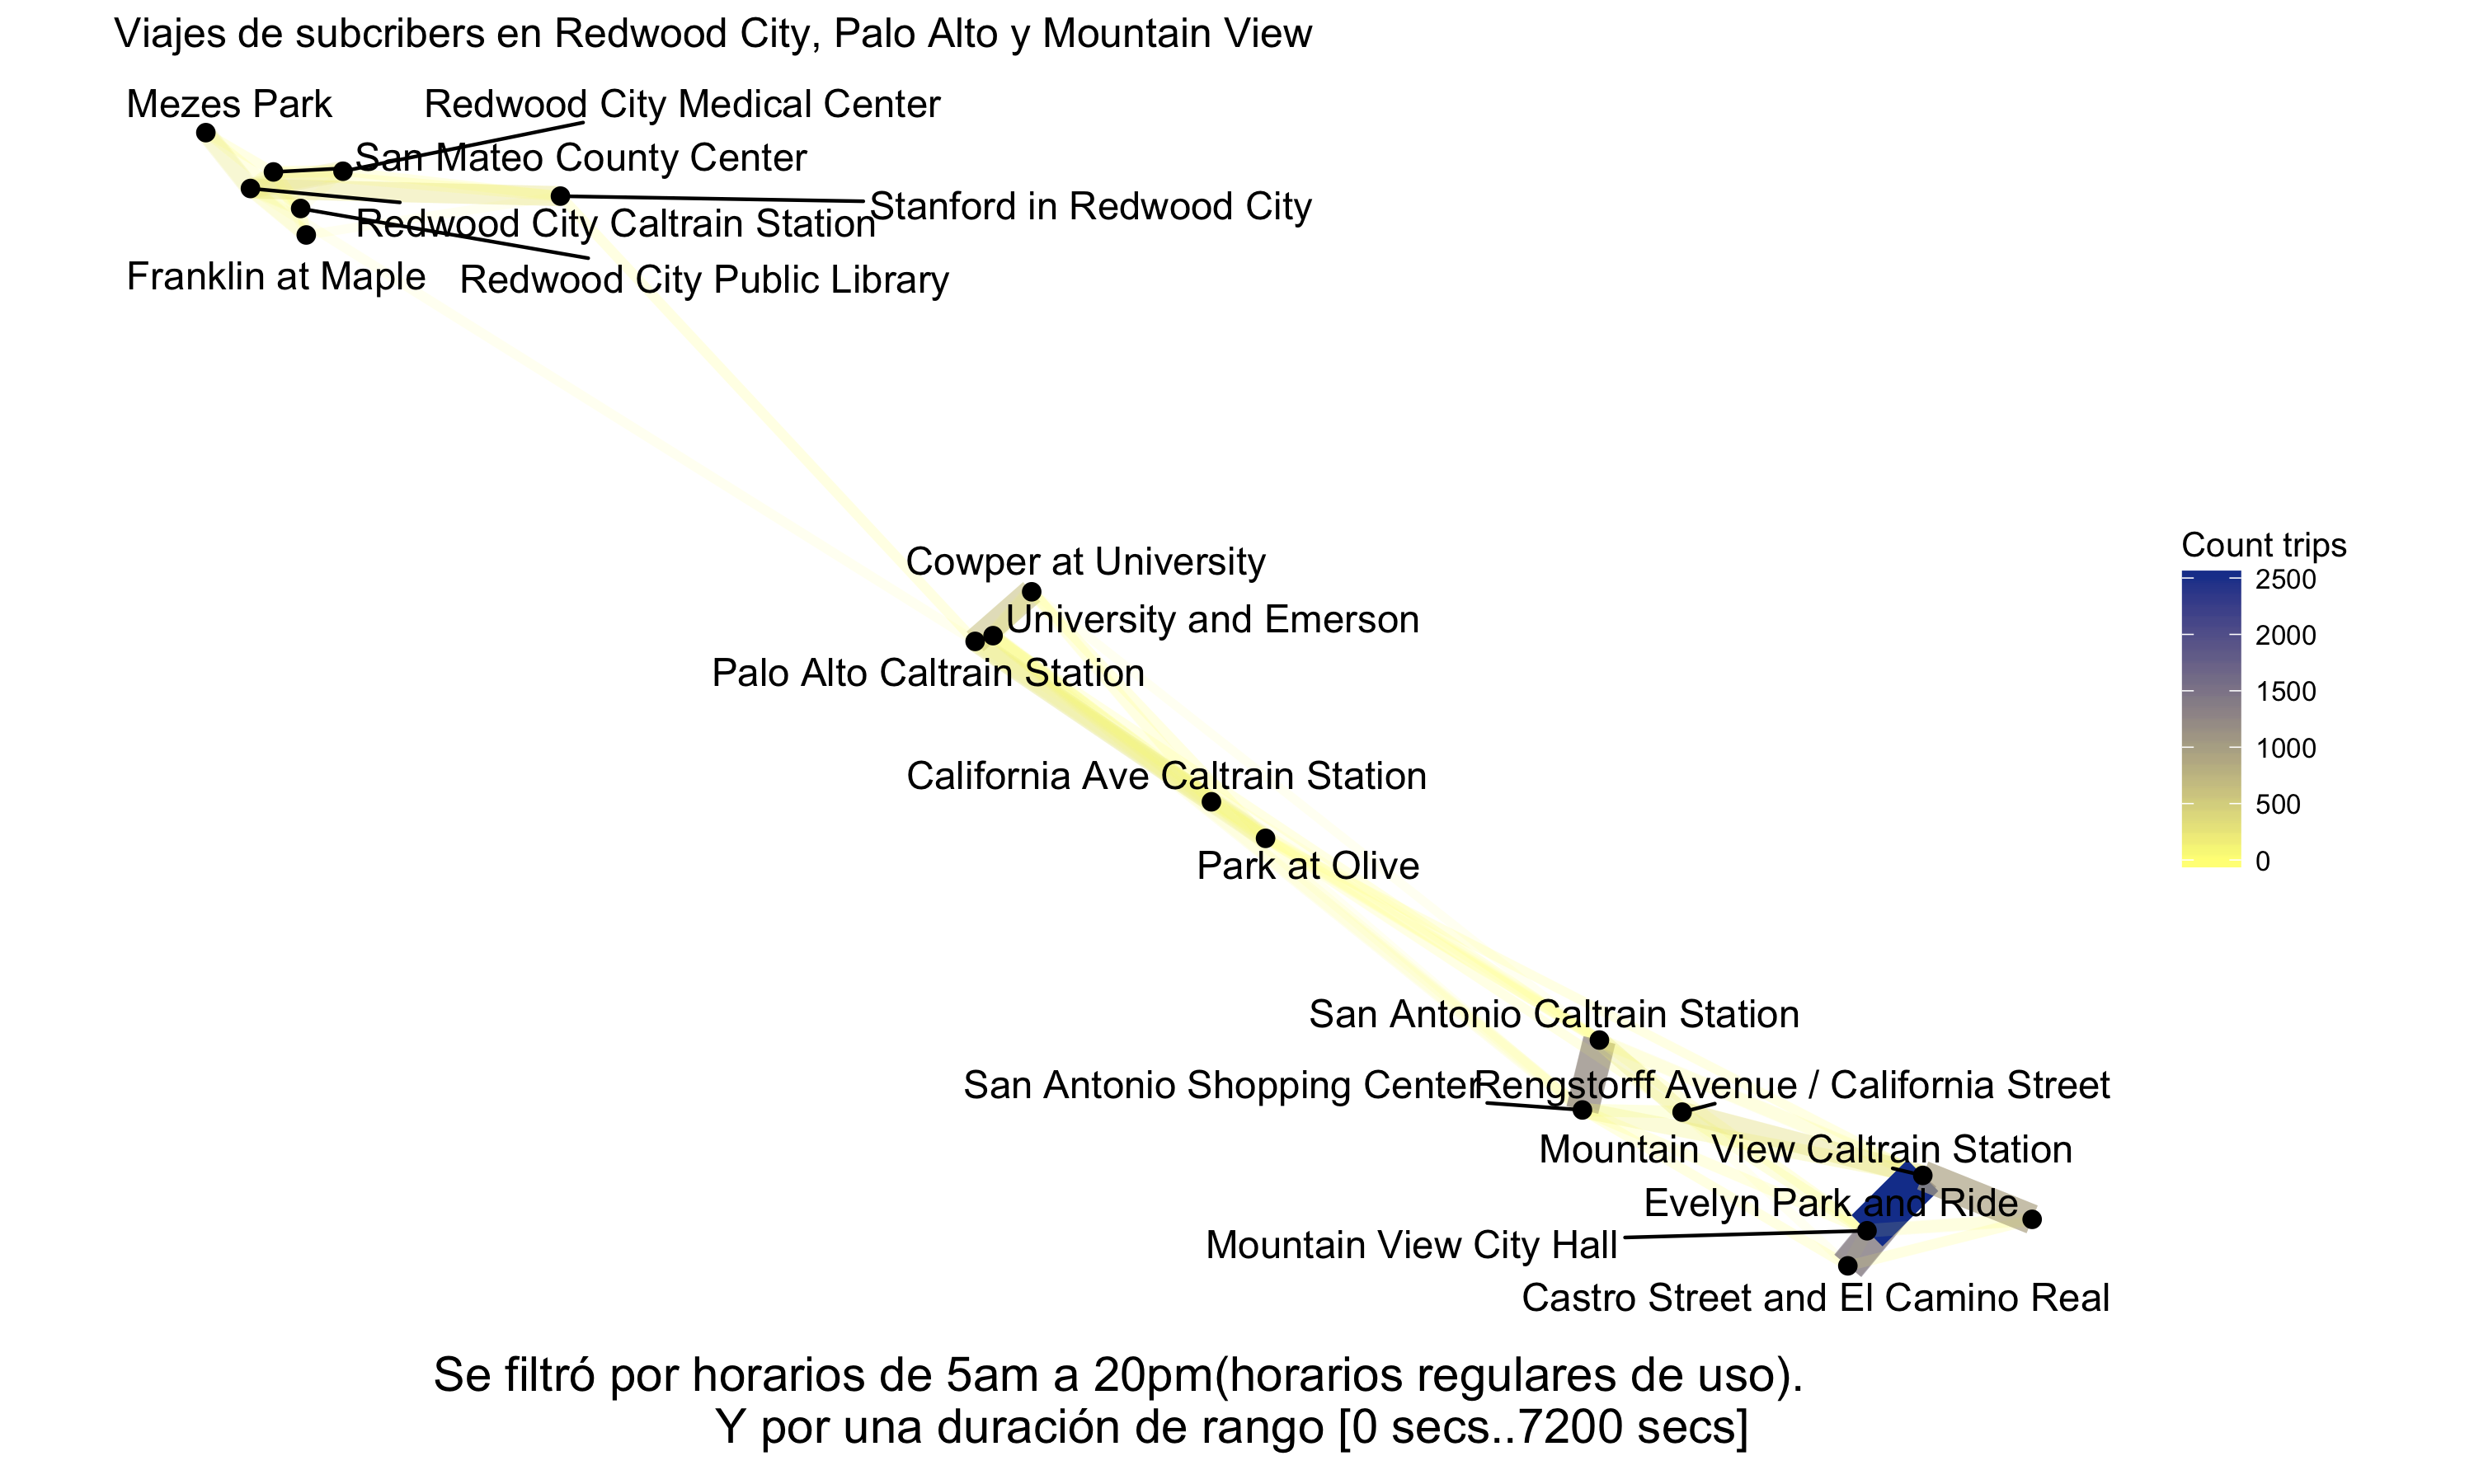 Viajes de subcribers en Redwood City, Palo Alto y Mountain View
Mezes Park
Redwood City Medical Center
San Mateo County Center
Stanford in Redwood City
Redwood City Caltrain Station
Franklin at Maple
Redwood City Public Library
Cowper at University
University and Emerson
Palo Alto Caltrain Station
California Ave Caltrain Station
Park at Olive
Count trips
2500
2000
1500
1000
500
0
San Antonio Caltrain Station
San Antonio Shopping Center
Rengstorff Avenue / California Street
Mountain View Caltrain Station
Evelyn Park and Ride
Mountain View City Hall
Castro Street and El Camino Real
Se filtró por horarios de 5am a 20pm(horarios regulares de uso).
Y por una duración de rango [0 secs..7200 secs]